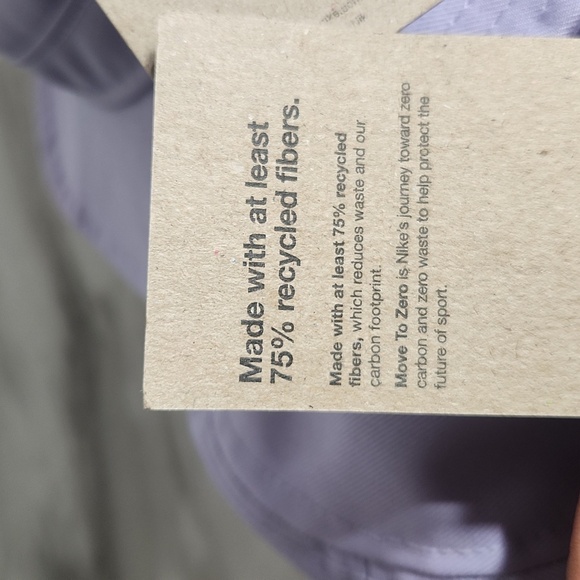 Made with at least
75% recycled fibers.
Made with at least 75% recycled
fibers, which reduces waste and our
carbon footprint.
Move To Zero is Nike's journey toward zero
carbon and zero waste to help protect the
future of sport.